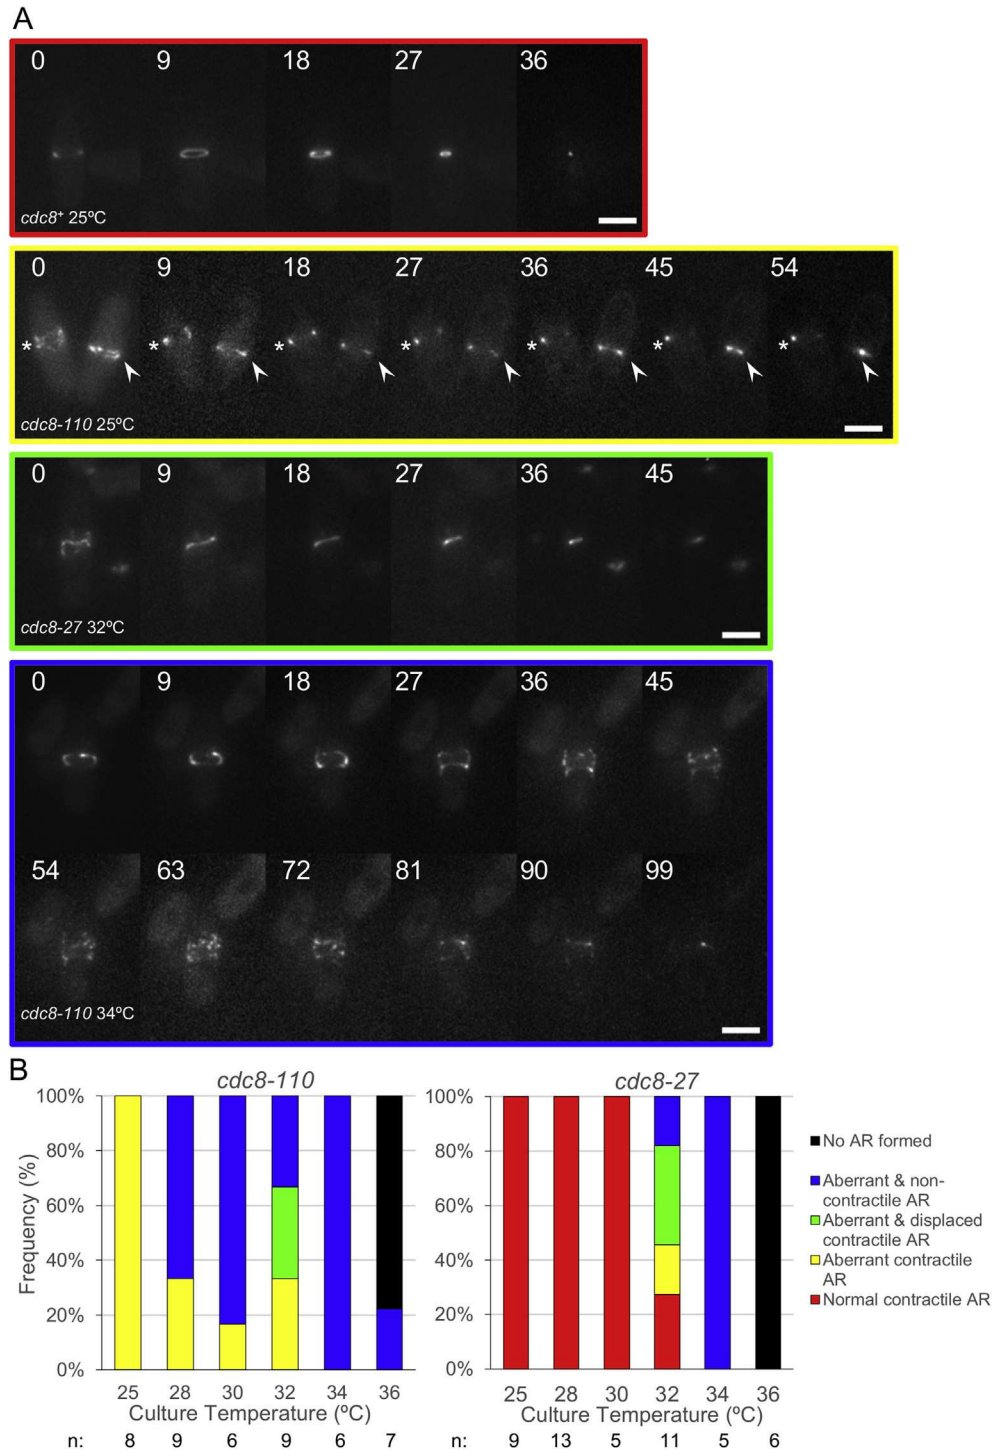 A
0 9 18 27 36
cdc8+ 25ºC
0 9 18 27 36 45 54
* * * * * * *
cdc8-110 25ºC
0 9 18 27 36 45
cdc8-27 32ºC
0 9 18 27 36 45
54 63 72 81 90 99
cdc8-110 34ºC
B
cdc8-110
100%
80%
60%
40%
20%
0%
Frequency (%)
25 28 30 32 34 36
Culture Temperature (ºC)
n: 8 9 6 9 6 7
cdc8-27
100%
80%
60%
40%
20%
0%
25 28 30 32 34 36
Culture Temperature (ºC)
n: 9 13 5 11 5 6
No AR formed
Aberrant & non-
contractile AR
Aberrant & displaced
contractile AR
Aberrant contractile
AR
Normal contractile AR